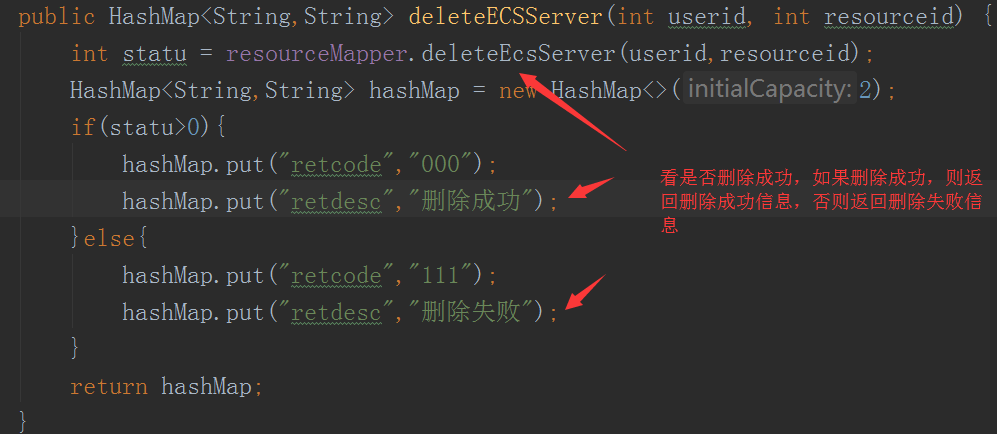 public HashMap<String,String> deleteECSServer(int userid, int resourceid) {
int statu = resourceMapper.deleteEcsServer(userid,resourceid);
HashMap<String,String> hashMap = new HashMap<>(initialCapacity: 2);
if(statu>0){
hashMap.put("retcode","000");
hashMap.put("retdesc","删除成功");
看是否删除成功，如果删除成功，则返
回删除成功信息，否则返回删除失败信
息
}else{
hashMap.put("retcode","111");
hashMap.put("retdesc","删除失败");
}
return hashMap;
}